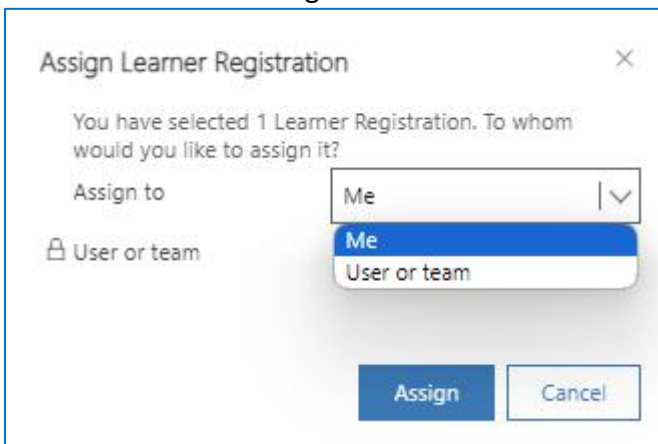 Assign Learner Registration
You have selected 1 Learner Registration. To whom
would you like to assign it?
Assign to
Me
Me
User or team
User or team
Assign
Cancel